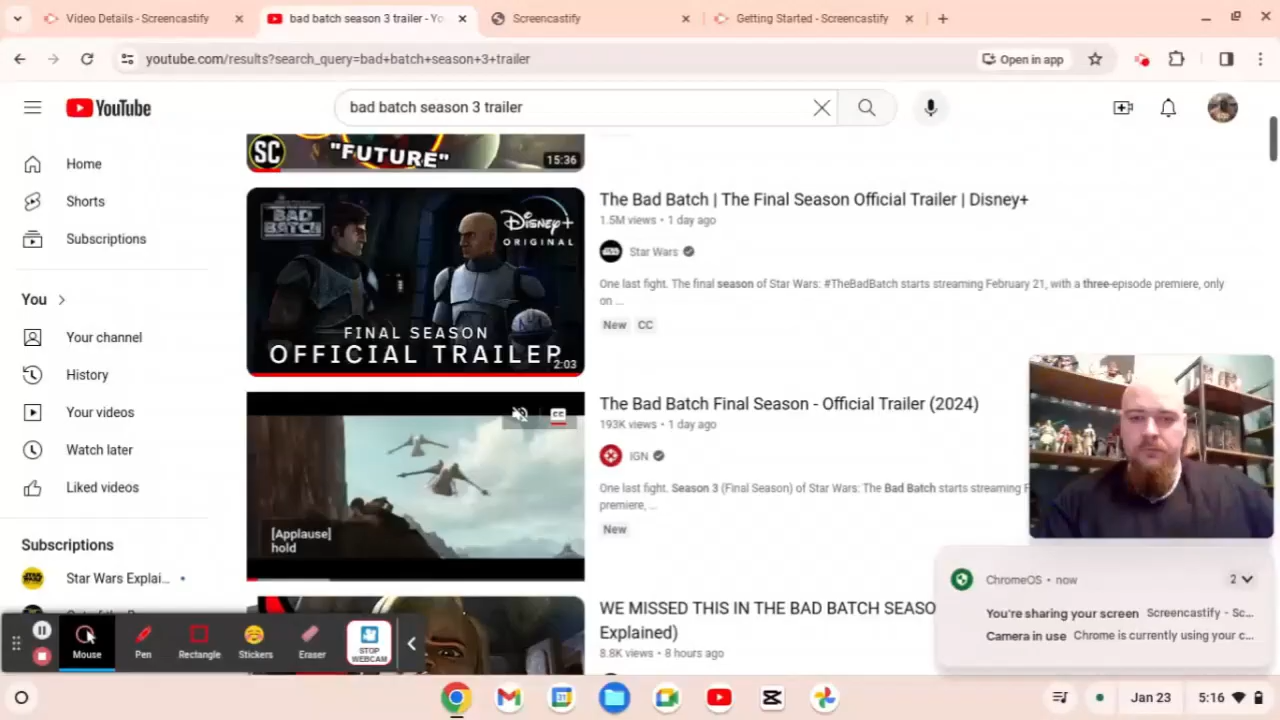 Video Details - Screencastify
bad batch season 3 trailer - Yo
Screencastify
Getting Started - Screencastify
youtube.com/results?search_query=bad+batch+season+3+trailer
Open in app
YouTube
bad batch season 3 trailer
Home
Shorts
Subscriptions
You
Your channel
History
Your videos
Watch later
Liked videos
Subscriptions
Star Wars Explai...
SC
"FUTURE"
15:36
BAD BATCH
Disney+
ORIGINAL
FINAL SEASON
OFFICIAL TRAILER
2:03
The Bad Batch | The Final Season Official Trailer | Disney+
1.5M views • 1 day ago
Star Wars
One last fight. The final season of Star Wars: #TheBadBatch starts streaming February 21, with a three-episode premiere, only
on ...
New CC
CC
[Applause]
hold
The Bad Batch Final Season - Official Trailer (2024)
193K views • 1 day ago
IGN
One last fight. Season 3 (Final Season) of Star Wars: The Bad Batch starts streaming F
premiere, ...
New
WE MISSED THIS IN THE BAD BATCH SEASO
Explained)
8.8K views • 8 hours ago
ChromeOS • now
2
You're sharing your screen Screencastify - Sc...
Camera in use Chrome is currently using your c...
Mouse
Pen
Rectangle
Stickers
Eraser
STOP
WEBCAM
Jan 23
5:16